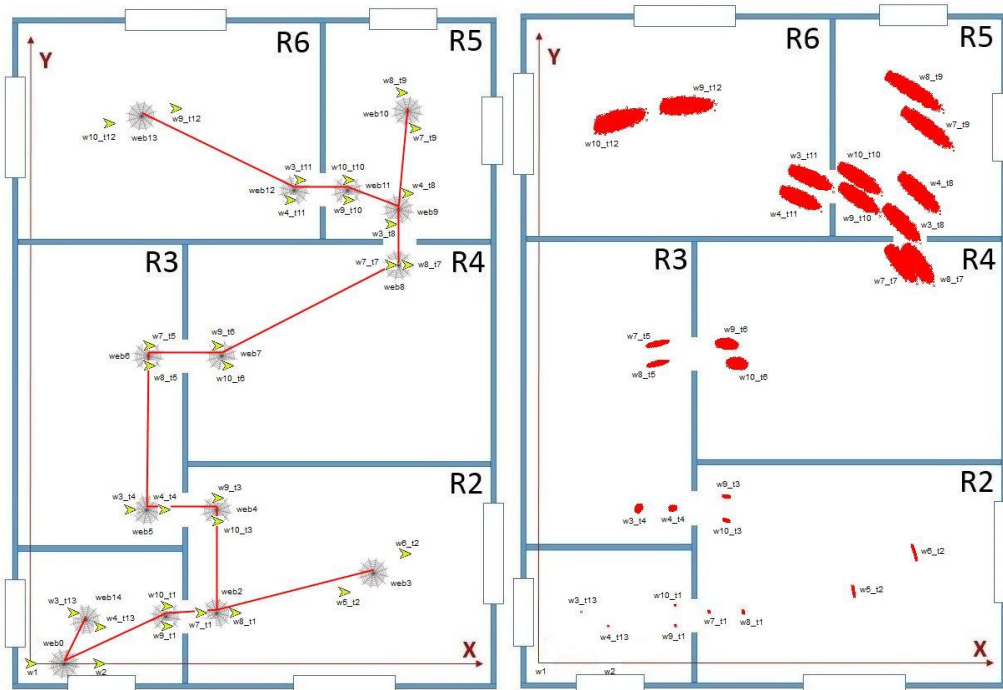 R6
R5
Y
w8_t9
web10
w9_t12
w10_t12
web13
w7_t9
w3_t11
w10_t10
web12
web11
w4_t8
w4_t11
w9_t10
web9
w3_t8
R3
R4
w7_t7
w8_t7
web8
w7_t5
w9_t6
web6
web7
w8_t5
w10_t6
R2
w9_t3
w3_t4
w4_t4
web4
web5
w10_t3
w6_t2
web3
w5_t2
w3_t13
web14
w10_t1
web2
w4_t13
w7_t1
w8_t1
w9_t1
web0
X
w1
w2
R6
R5
Y
w8_t9
w9_t12
w10_t12
w7_t9
w3_t11
w10_t10
w4_t8
w4_t11
w9_t10
w3_t8
R3
R4
w7_t7
w8_t7
w7_t5
w9_t6
w8_t5
w10_t6
R2
w9_t3
w3_t4
w4_t4
w10_t3
w6_t2
w5_t2
w3_t13
w10_t1
w4_t13
w9_t1
w7_t1
w8_t1
X
w1
w2